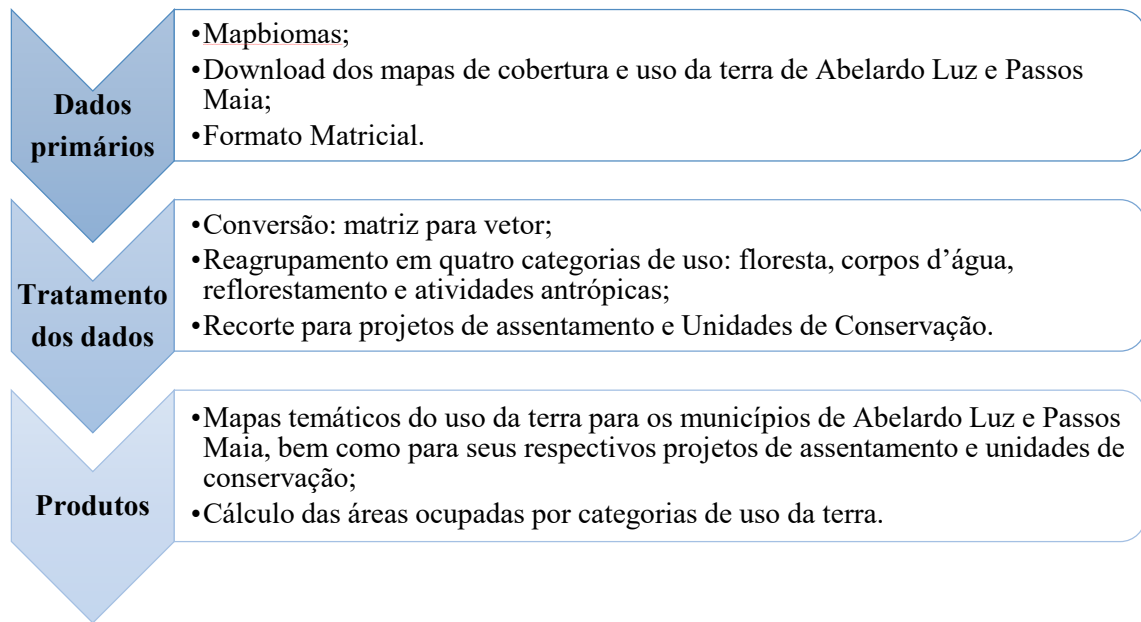 Dados
primários
•Mapbiomas;
•Download dos mapas de cobertura e uso da terra de Abelardo Luz e Passos
Maia;
•Formato Matricial.
Tratamento
dos dados
•Conversão: matriz para vetor;
•Reagrupamento em quatro categorias de uso: floresta, corpos d’água,
reflorestamento e atividades antrópicas;
•Recorte para projetos de assentamento e Unidades de Conservação.
Produtos
•Mapas temáticos do uso da terra para os municípios de Abelardo Luz e Passos
Maia, bem como para seus respectivos projetos de assentamento e unidades de
conservação;
•Cálculo das áreas ocupadas por categorias de uso da terra.